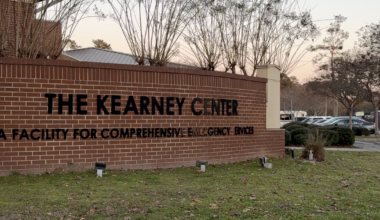 THE KEARNEY CENTER
A FACILITY FOR COMPREHENSIVE EMERGENCY SERVICES